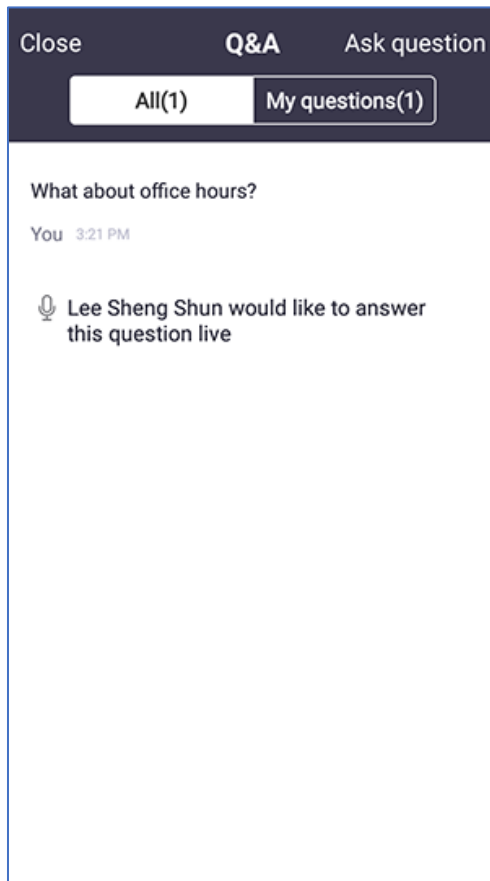 Close Q&A Ask question
All(1) My questions(1)
What about office hours?
You 3:21 PM
Lee Sheng Shun would like to answer
this question live